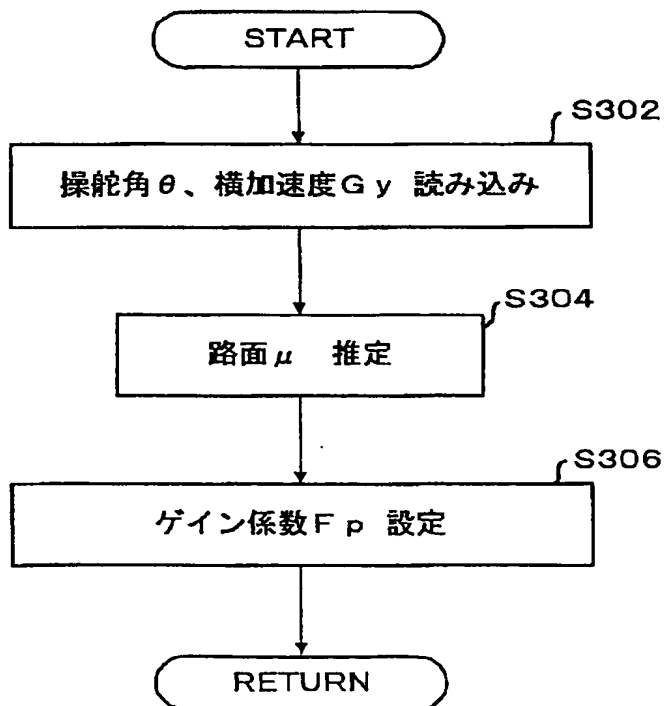 START
S302
操舵角θ、横加速度Gy 読み込み
S304
路面μ 推定
S306
ゲイン係数Fp 設定
RETURN